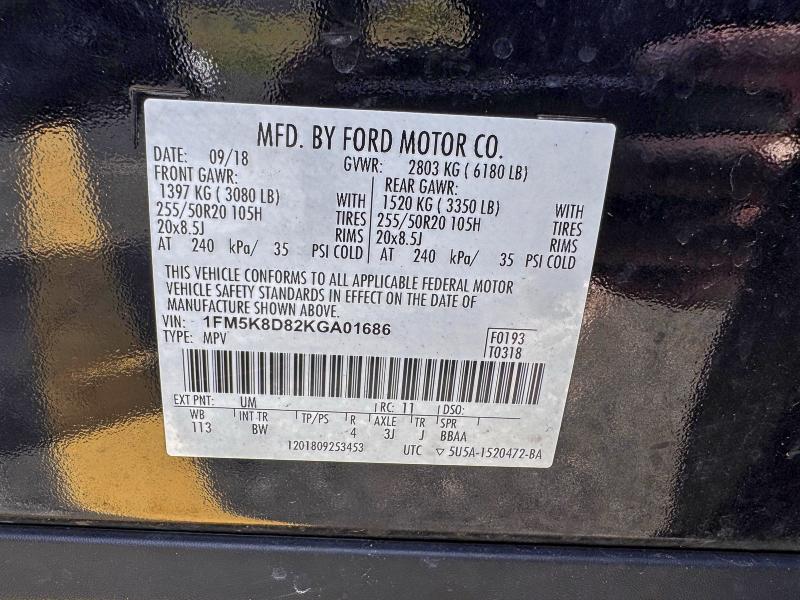 MFD. BY FORD MOTOR CO.
DATE: 09/18 GVWR: 2803 KG ( 6180 LB)
FRONT GAWR: REAR GAWR:
1397 KG ( 3080 LB) WITH 1520 KG ( 3350 LB) WITH
255/50R20 105H TIRES 255/50R20 105H TIRES
20x8.5J RIMS 20x8.5J RIMS
AT 240 kPa/ 35 PSI COLD AT 240 kPa/ 35 PSI COLD
THIS VEHICLE CONFORMS TO ALL APPLICABLE FEDERAL MOTOR
VEHICLE SAFETY STANDARDS IN EFFECT ON THE DATE OF
MANUFACTURE SHOWN ABOVE.
VIN: 1FM5K8D82KGA01686
TYPE: MPV
F0193
T0318
EXT PNT: UM RC: 11 DSO:
WB INT TR TP/PS R AXLE TR SPR
113 BW 4 3J J BBAA
1201809253453 UTC ▽ 5U5A-1520472-BA